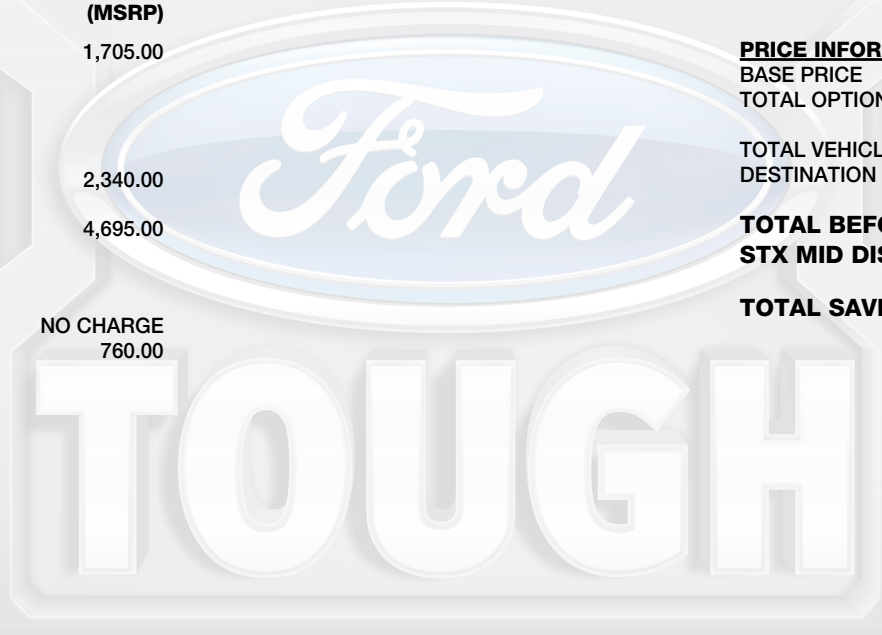 (MSRP)
1,705.00
2,340.00
4,695.00
NO CHARGE
760.00
PRICE INFOR
BASE PRICE
TOTAL OPTION
TOTAL VEHICL
DESTINATION
TOTAL BEFO
STX MID DIS
TOTAL SAVI
Ford
TOUGH